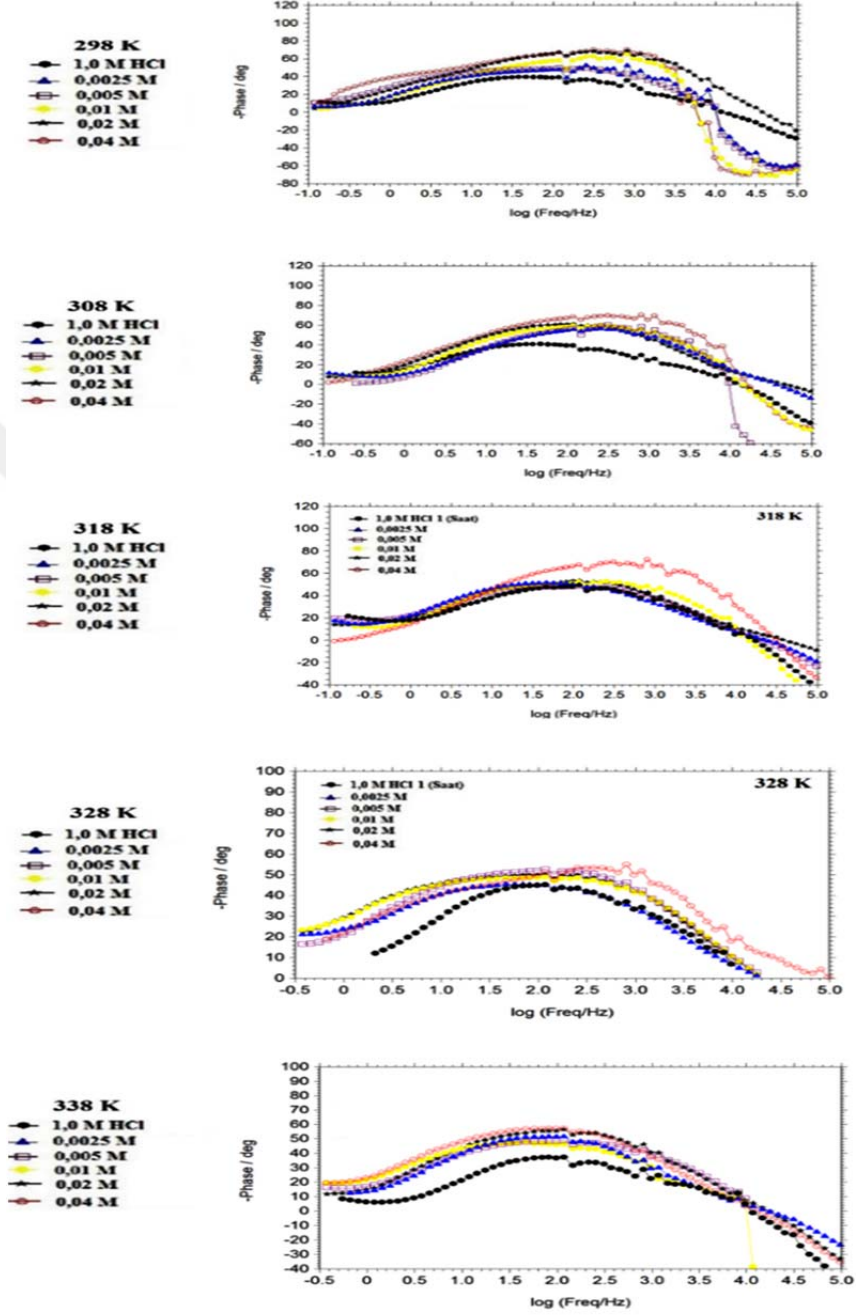 298 K
1,0 M HCl
0,0025 M
0,005 M
0,01 M
0,02 M
0,04 M
-Phase / deg
120
100
80
60
40
20
0
-20
-40
-60
-80
-1.0 -0.5 0 0.5 1.0 1.5 2.0 2.5 3.0 3.5 4.0 4.5 5.0
log (Freq/Hz)
308 K
1,0 M HCl
0,0025 M
0,005 M
0,01 M
0,02 M
0,04 M
-Phase / deg
120
100
80
60
40
20
0
-20
-40
-60
-1.0 -0.5 0 0.5 1.0 1.5 2.0 2.5 3.0 3.5 4.0 4.5 5.0
log (Freq/Hz)
318 K
1,0 M HCl
0,0025 M
0,005 M
0,01 M
0,02 M
0,04 M
-Phase / deg
120
100
80
60
40
20
0
-20
-40
1,0 M HCl 1 (Saat)
0,0025 M
0,005 M
0,01 M
0,02 M
0,04 M
318 K
-1.0 -0.5 0 0.5 1.0 1.5 2.0 2.5 3.0 3.5 4.0 4.5 5.0
log (Freq/Hz)
328 K
1,0 M HCl
0,0025 M
0,005 M
0,01 M
0,02 M
0,04 M
-Phase / deg
100
90
80
70
60
50
40
30
20
10
0
1,0 M HCl 1 (Saat)
0,0025 M
0,005 M
0,01 M
0,02 M
0,04 M
328 K
-0.5 0 0.5 1.0 1.5 2.0 2.5 3.0 3.5 4.0 4.5 5.0
log (Freq/Hz)
338 K
1,0 M HCl
0,0025 M
0,005 M
0,01 M
0,02 M
0,04 M
-Phase / deg
100
90
80
70
60
50
40
30
20
10
0
-10
-20
-30
-40
-0.5 0 0.5 1.0 1.5 2.0 2.5 3.0 3.5 4.0 4.5 5.0
log (Freq/Hz)